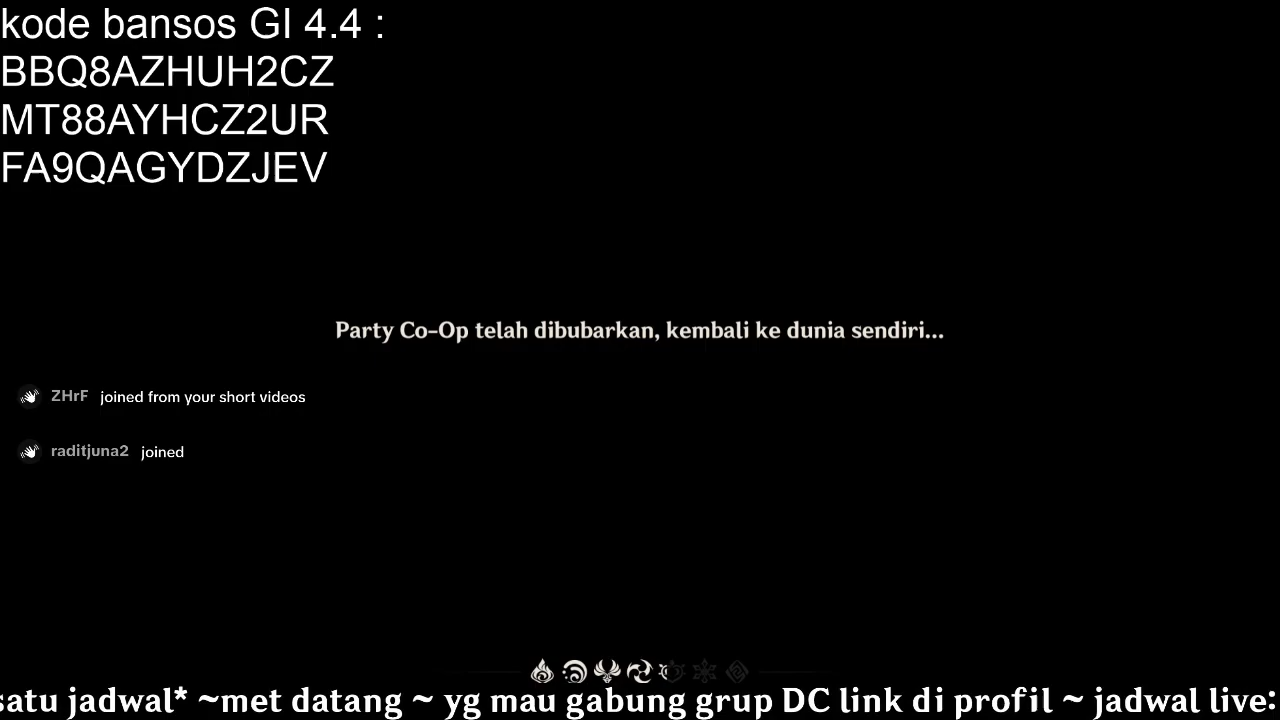 kode bansos GI 4.4 :
BBQ8AZHUH2CZ
MT88AYHCZ2UR
FA9QAGYDZJEV
Party Co-Op telah dibubarkan, kembali ke dunia sendiri...
ZHrF joined from your short videos
raditjuna2 joined
satu jadwal* ~met datang ~ yg mau gabung grup DC link di profil ~ jadwal live: